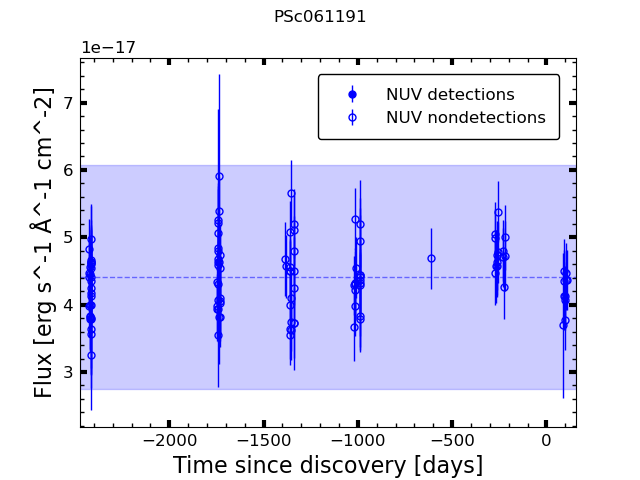 PSc061191
1e−17
NUV detections
NUV nondetections
7
6
5
4
3
Flux [erg s^-1 Å^-1 cm^-2]
−2000 −1500 −1000 −500 0
Time since discovery [days]